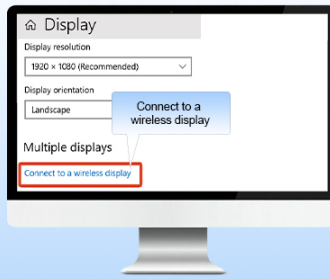 Display
Display resolution
1920 × 1080 (Recommended)
Display orientation
Landscape
Connect to a
wireless display
Multiple displays
Connect to a wireless display